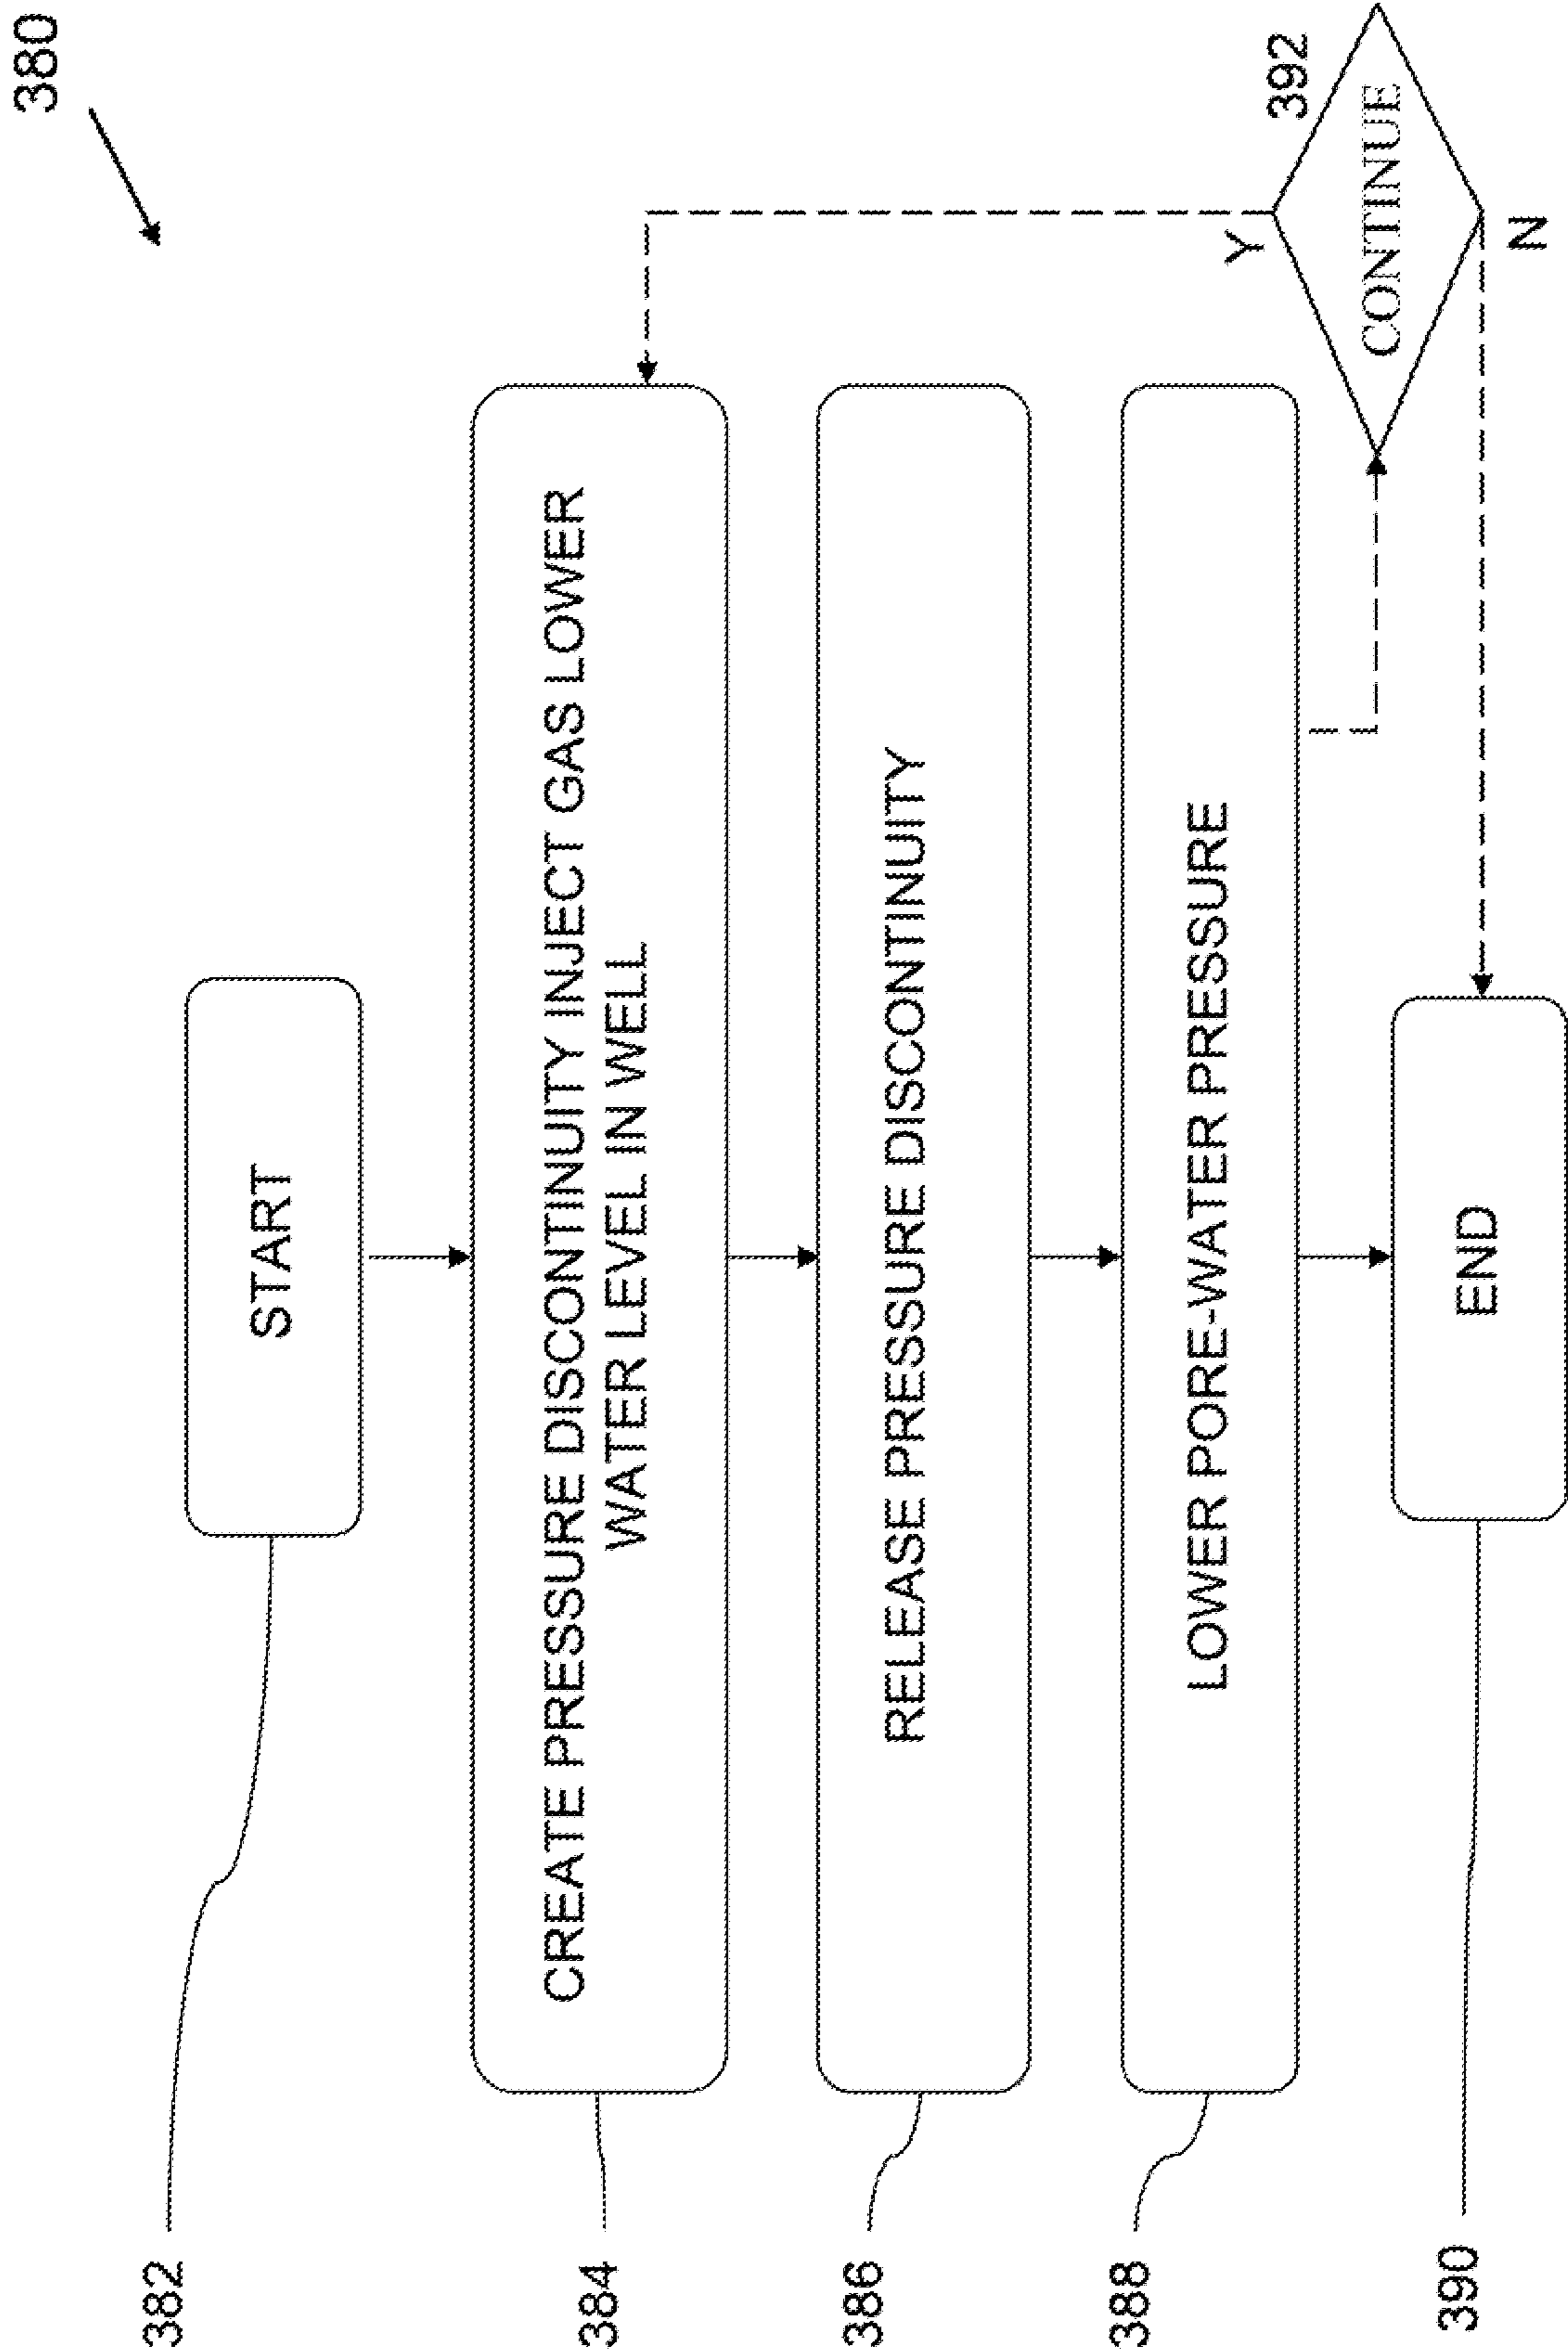 380
382
START
384
CREATE PRESSURE DISCONTINUITY INJECT GAS LOWER
WATER LEVEL IN WELL
386
RELEASE PRESSURE DISCONTINUITY
388
LOWER PORE-WATER PRESSURE
Y
392
CONTINUE
N
390
END